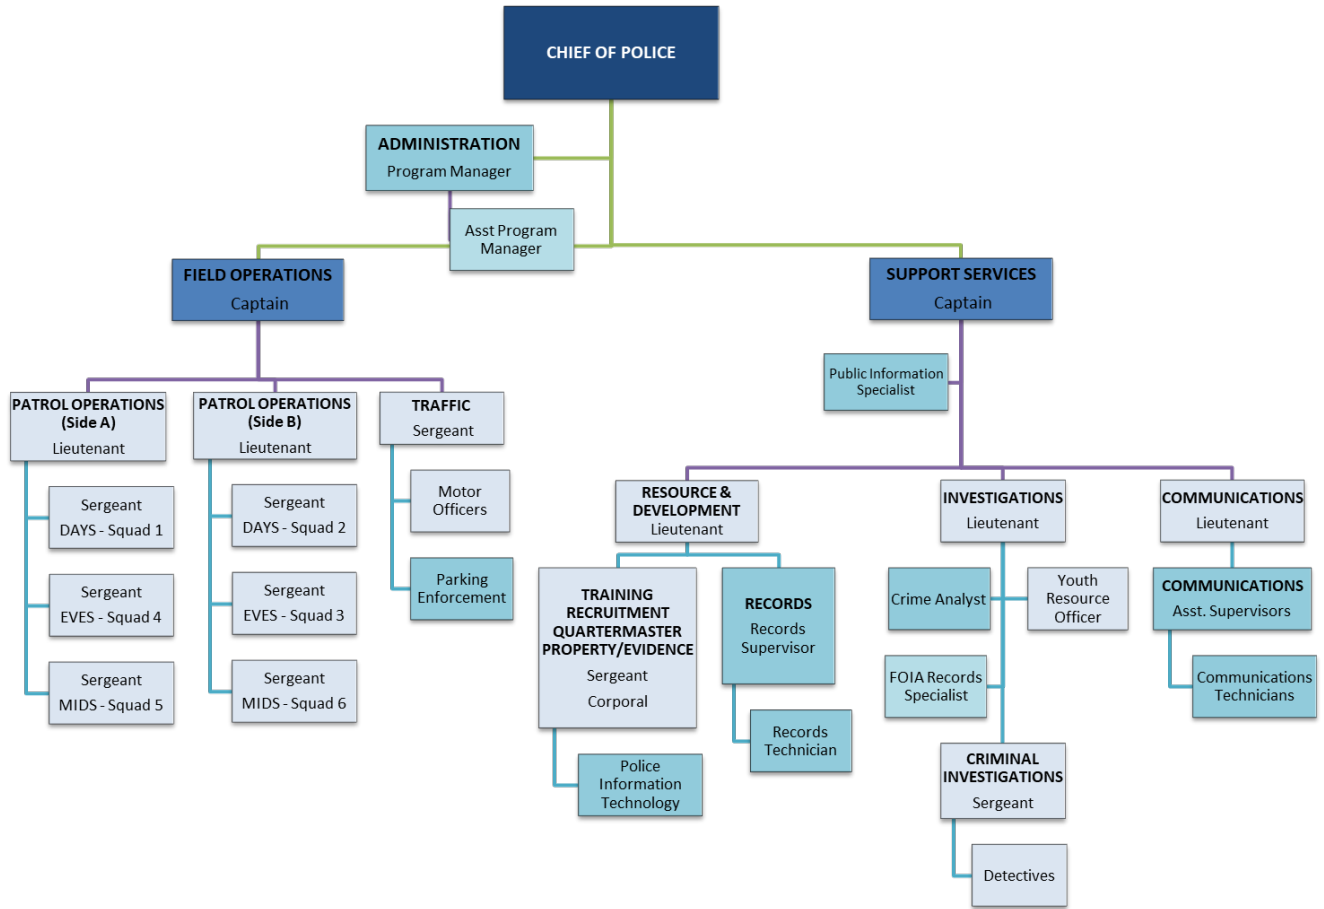 CHIEF OF POLICE
ADMINISTRATION
Program Manager
Asst Program
Manager
FIELD OPERATIONS
Captain
SUPPORT SERVICES
Captain
Public Information
Specialist
PATROL OPERATIONS
(Side A)
Lieutenant
Sergeant
DAYS - Squad 1
Sergeant
EVES - Squad 4
Sergeant
MIDS - Squad 5
PATROL OPERATIONS
(Side B)
Lieutenant
Sergeant
DAYS - Squad 2
Sergeant
EVES - Squad 3
Sergeant
MIDS - Squad 6
TRAFFIC
Sergeant
Motor
Officers
Parking
Enforcement
RESOURCE &
DEVELOPMENT
Lieutenant
TRAINING
RECRUITMENT
QUARTERMASTER
PROPERTY/EVIDENCE
Sergeant
Corporal
Police
Information
Technology
RECORDS
Records
Supervisor
Records
Technician
INVESTIGATIONS
Lieutenant
Crime Analyst
Youth
Resource
Officer
FOIA Records
Specialist
CRIMINAL
INVESTIGATIONS
Sergeant
Detectives
COMMUNICATIONS
Lieutenant
COMMUNICATIONS
Asst. Supervisors
Communications
Technicians